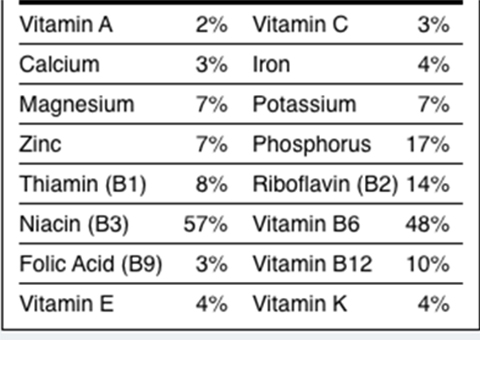 Vitamin A 2% Vitamin C 3%
Calcium 3% Iron 4%
Magnesium 7% Potassium 7%
Zinc 7% Phosphorus 17%
Thiamin (B1) 8% Riboflavin (B2) 14%
Niacin (B3) 57% Vitamin B6 48%
Folic Acid (B9) 3% Vitamin B12 10%
Vitamin E 4% Vitamin K 4%